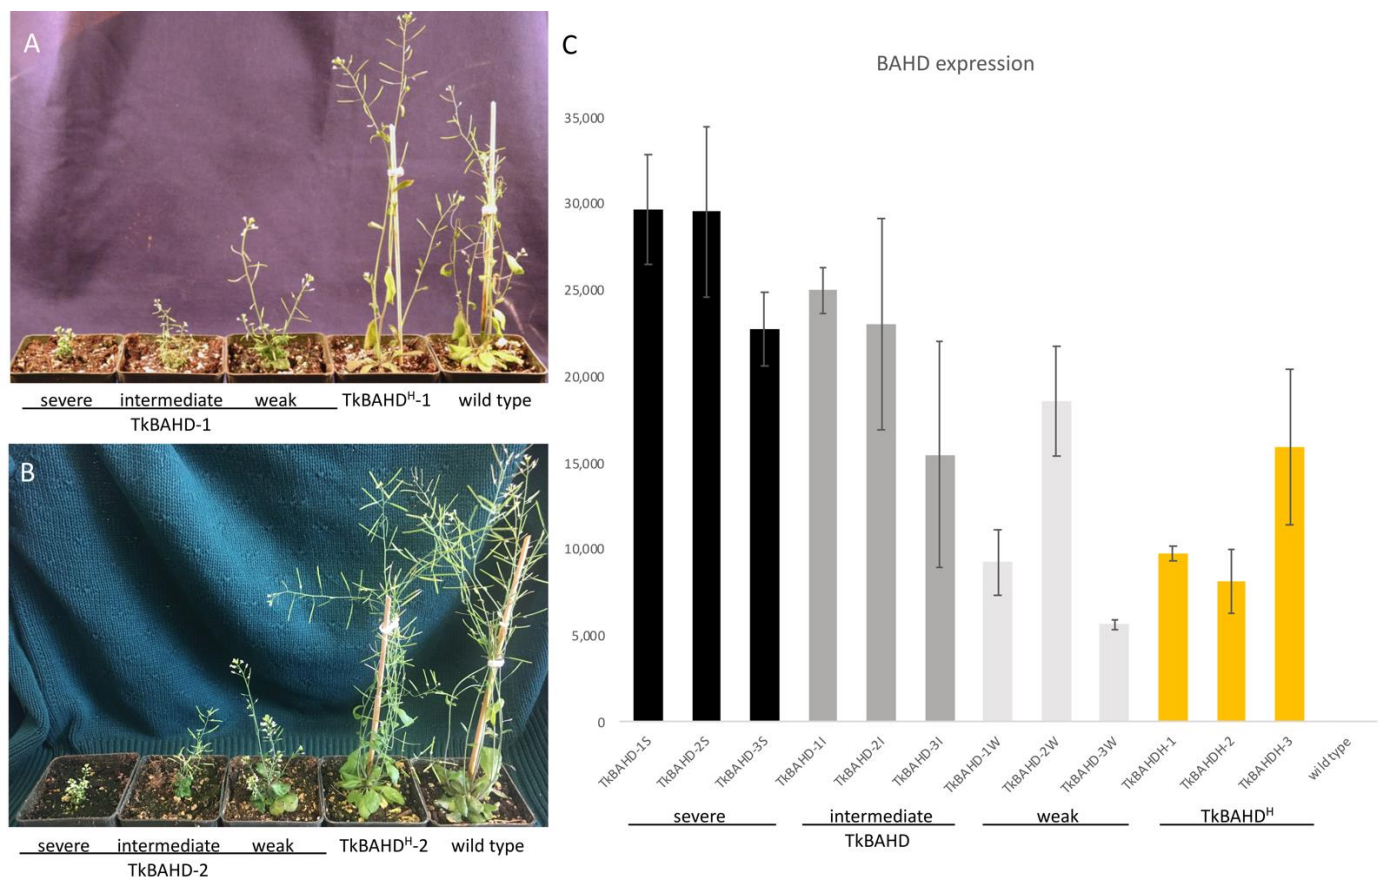 A
severe intermediate weak TkBAHDᴴ-1 wild type
TkBAHD-1
B
severe intermediate weak TkBAHDᴴ-2 wild type
TkBAHD-2
C
BAHD expression
35,000
30,000
25,000
20,000
15,000
10,000
5,000
0
TkBAHD-1S TkBAHD-2S TkBAHD-3S TkBAHD-1I TkBAHD-2I TkBAHD-3I TkBAHD-1W TkBAHD-2W TkBAHD-3W TkBAHDH-1 TkBAHDH-2 TkBAHDH-3 wild type
severe intermediate weak TkBAHDᴴ
TkBAHD